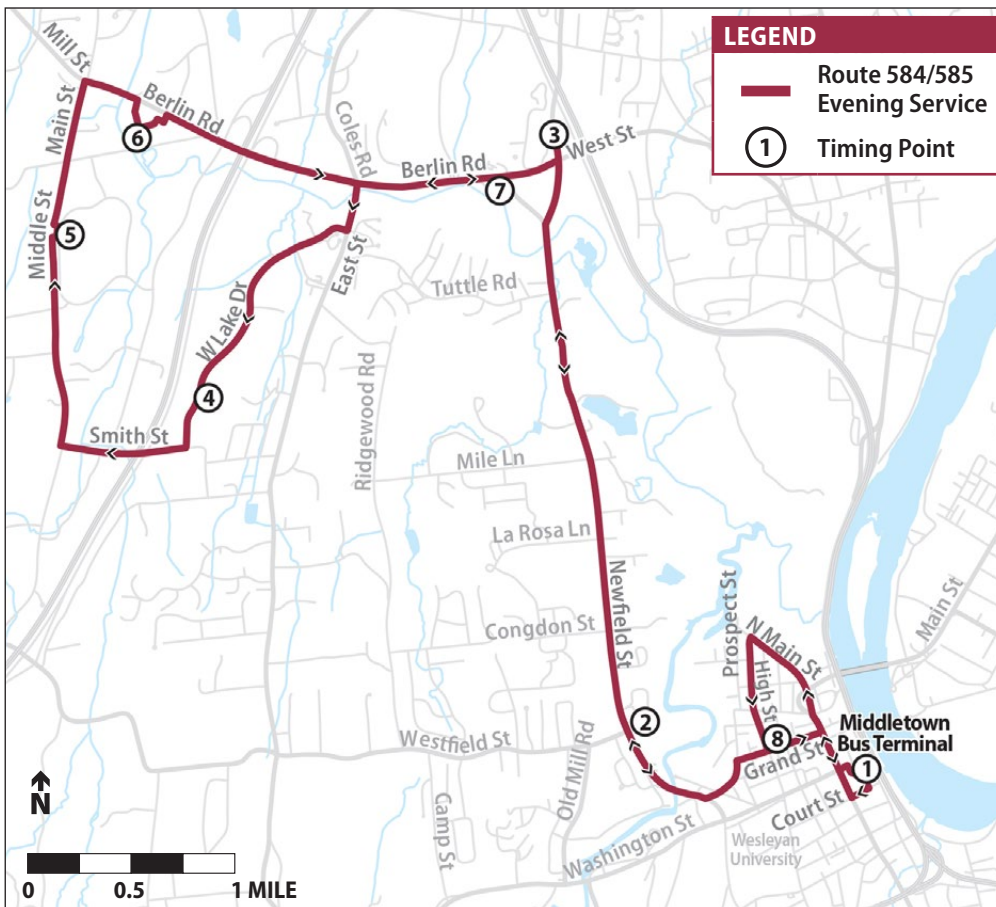 LEGEND
Route 584/585
Evening Service
1 Timing Point
Mill St
Main St
Berlin Rd
6
Coles Rd
3
West St
Berlin Rd
7
Middle St
5
East St
Tuttle Rd
W Lake Dr
4
Ridgewood Rd
Smith St
Mile Ln
La Rosa Ln
Newfield St
Prospect St
N Main St
Main St
Congdon St
High St
2
Westfield St
Old Mill Rd
8
Grand St
Middletown
Bus Terminal
1
Court St
Camp St
Washington St
Wesleyan
University
N
0 0.5 1 MILE